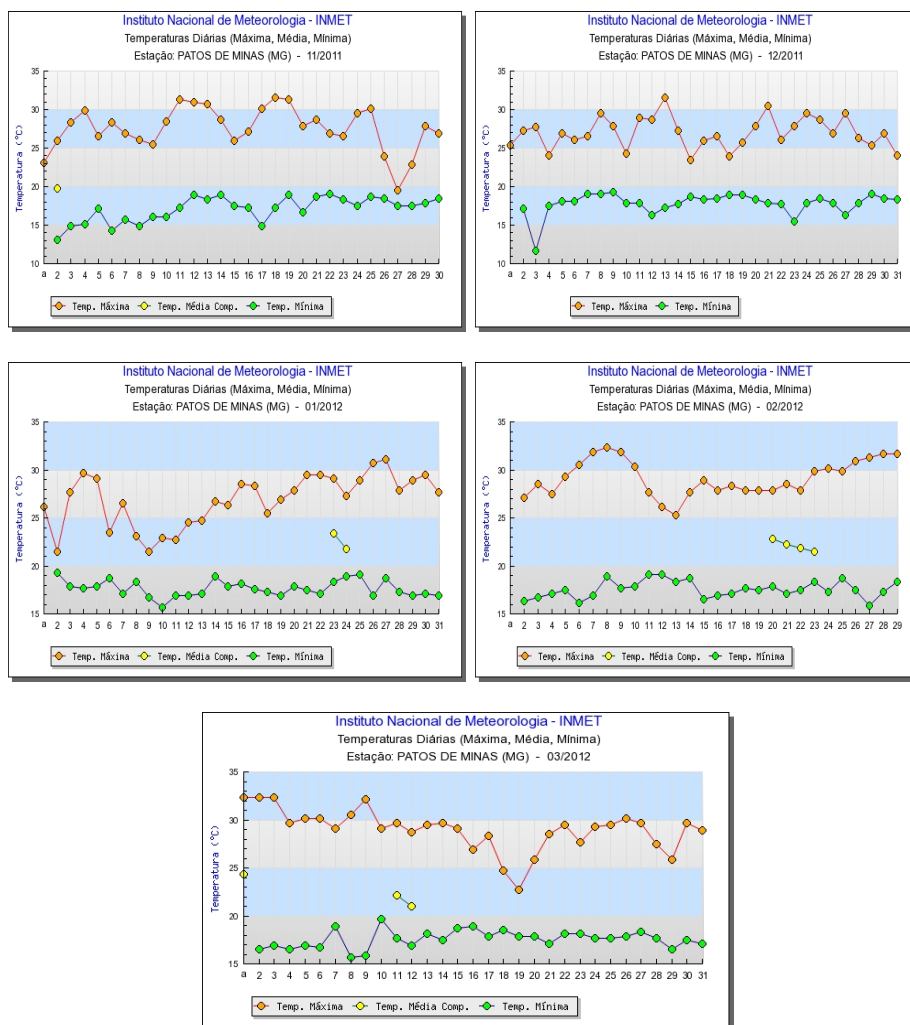 Instituto Nacional de Meteorologia - INMET
Temperaturas Diárias (Máxima, Média, Mínima)
Estação: PATOS DE MINAS (MG) - 11/2011
Temperatura (°C)
35
30
25
20
15
10
a 2 3 4 5 6 7 8 9 10 11 12 13 14 15 16 17 18 19 20 21 22 23 24 25 26 27 28 29 30
Temp. Máxima Temp. Média Comp. Temp. Mínima
Instituto Nacional de Meteorologia - INMET
Temperaturas Diárias (Máxima, Média, Mínima)
Estação: PATOS DE MINAS (MG) - 12/2011
Temperatura (°C)
35
30
25
20
15
10
a 2 3 4 5 6 7 8 9 10 11 12 13 14 15 16 17 18 19 20 21 22 23 24 25 26 27 28 29 30 31
Temp. Máxima Temp. Mínima
Instituto Nacional de Meteorologia - INMET
Temperaturas Diárias (Máxima, Média, Mínima)
Estação: PATOS DE MINAS (MG) - 01/2012
Temperatura (°C)
35
30
25
20
15
a 2 3 4 5 6 7 8 9 10 11 12 13 14 15 16 17 18 19 20 21 22 23 24 25 26 27 28 29 30 31
Temp. Máxima Temp. Média Comp. Temp. Mínima
Instituto Nacional de Meteorologia - INMET
Temperaturas Diárias (Máxima, Média, Mínima)
Estação: PATOS DE MINAS (MG) - 02/2012
Temperatura (°C)
35
30
25
20
15
a 2 3 4 5 6 7 8 9 10 11 12 13 14 15 16 17 18 19 20 21 22 23 24 25 26 27 28 29
Temp. Máxima Temp. Média Comp. Temp. Mínima
Instituto Nacional de Meteorologia - INMET
Temperaturas Diárias (Máxima, Média, Mínima)
Estação: PATOS DE MINAS (MG) - 03/2012
Temperatura (°C)
35
30
25
20
15
a 2 3 4 5 6 7 8 9 10 11 12 13 14 15 16 17 18 19 20 21 22 23 24 25 26 27 28 29 30 31
Temp. Máxima Temp. Média Comp. Temp. Mínima